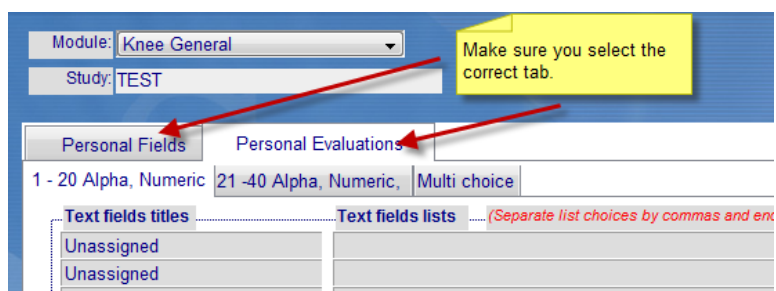 Module: Knee General
Make sure you select the
correct tab.
Study: TEST
Personal Fields Personal Evaluations
1 - 20 Alpha, Numeric 21 -40 Alpha, Numeric, Multi choice
Text fields titles Text fields lists (Separate list choices by commas and
Unassigned
Unassigned